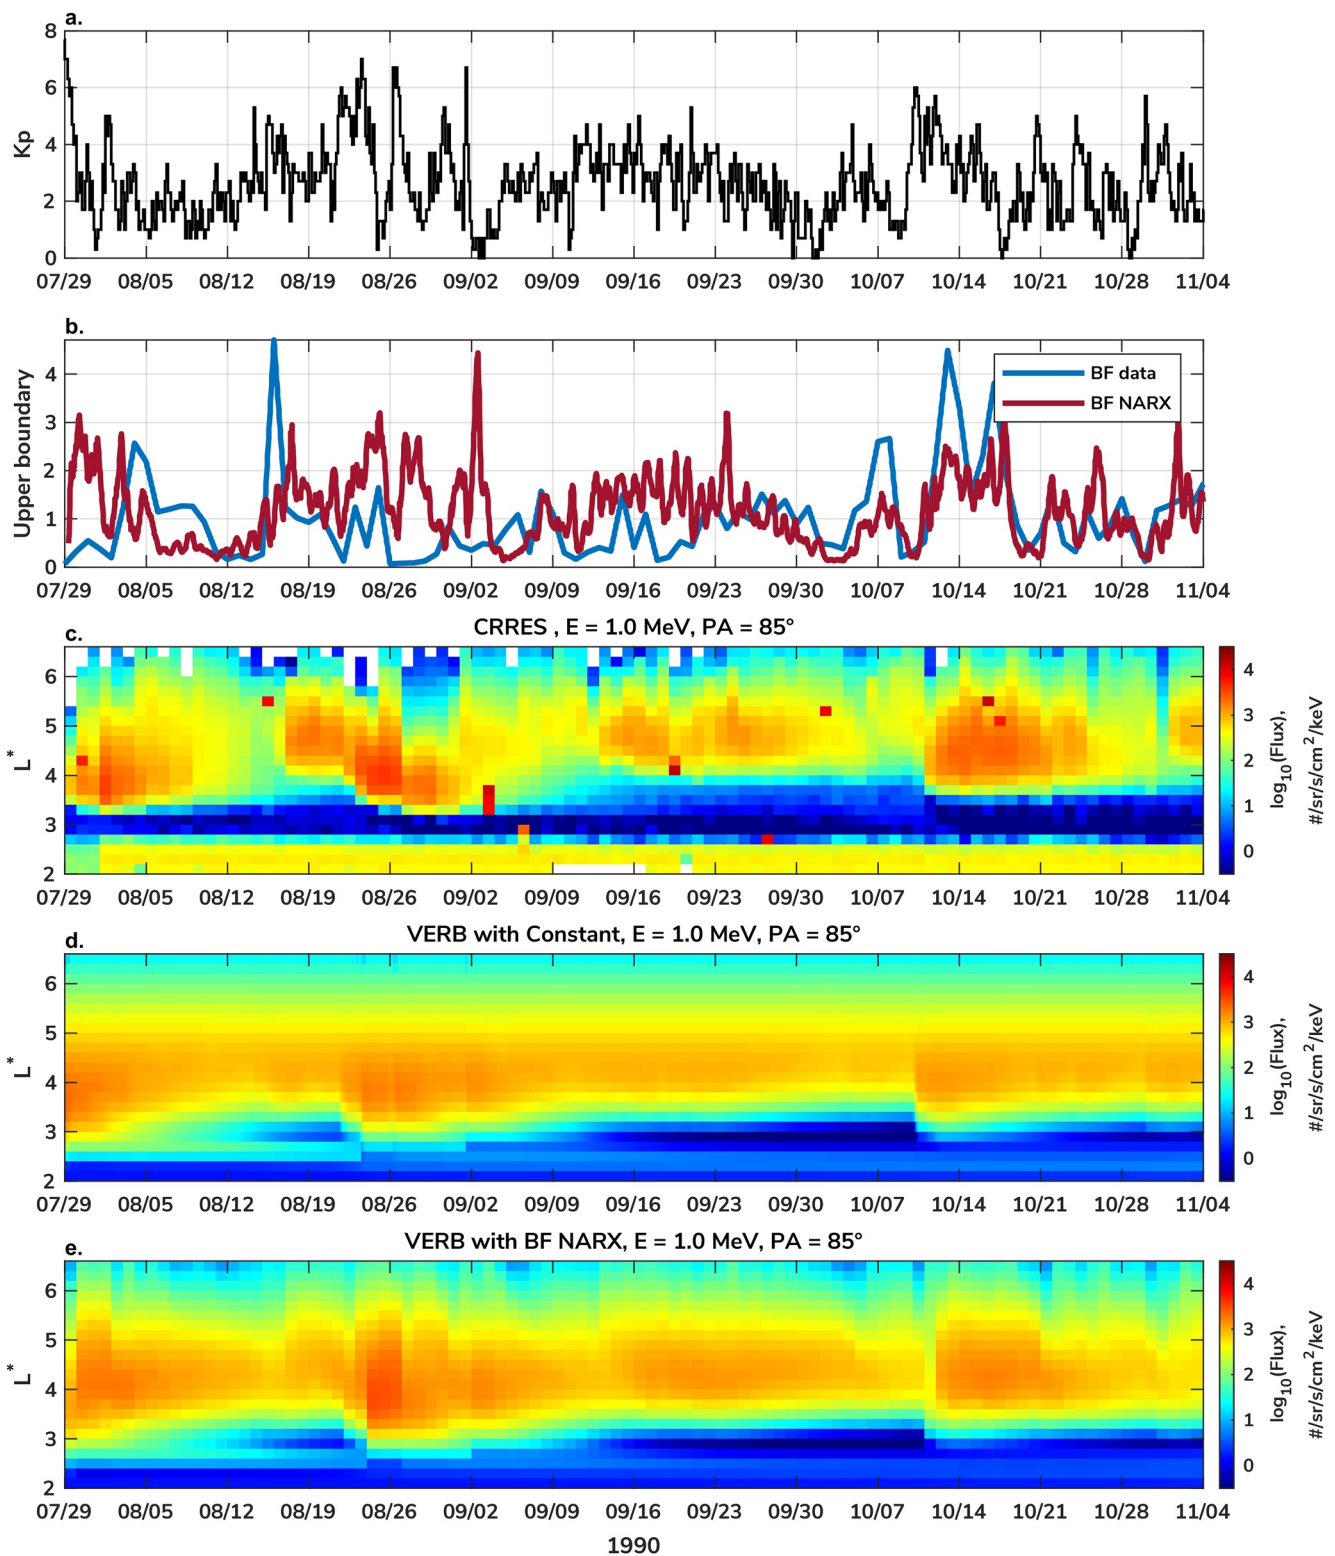 a.
8
6
4
2
0
Kp
07/29 08/05 08/12 08/19 08/26 09/02 09/09 09/16 09/23 09/30 10/07 10/14 10/21 10/28 11/04
b.
4
3
2
1
0
Upper boundary
BF data
BF NARX
07/29 08/05 08/12 08/19 08/26 09/02 09/09 09/16 09/23 09/30 10/07 10/14 10/21 10/28 11/04
c.
CRRES , E = 1.0 MeV, PA = 85°
6
5
4
3
2
L*
07/29 08/05 08/12 08/19 08/26 09/02 09/09 09/16 09/23 09/30 10/07 10/14 10/21 10/28 11/04
4
3
2
1
0
log10(Flux),
#/sr/s/cm2/keV
d.
VERB with Constant, E = 1.0 MeV, PA = 85°
6
5
4
3
2
L*
07/29 08/05 08/12 08/19 08/26 09/02 09/09 09/16 09/23 09/30 10/07 10/14 10/21 10/28 11/04
4
3
2
1
0
log10(Flux),
#/sr/s/cm2/keV
e.
VERB with BF NARX, E = 1.0 MeV, PA = 85°
6
5
4
3
2
L*
07/29 08/05 08/12 08/19 08/26 09/02 09/09 09/16 09/23 09/30 10/07 10/14 10/21 10/28 11/04
4
3
2
1
0
log10(Flux),
#/sr/s/cm2/keV
1990